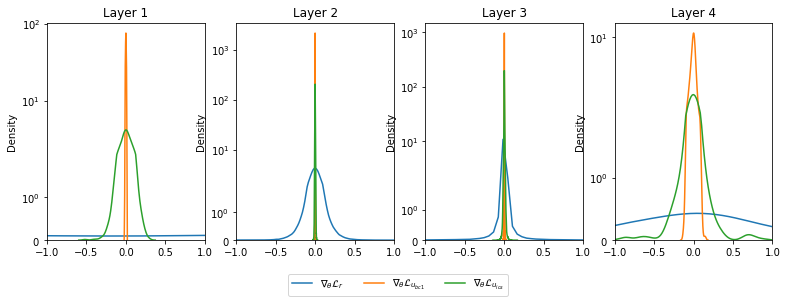 Layer 1 Layer 2 Layer 3 Layer 4
Density Density Density Density
10² 10³ 10³ 10¹
10¹ 10² 10² 10⁰
10⁰ 10¹ 10¹ 0
0 10⁰ 10⁰
0 0
−1.0 −0.5 0.0 0.5 1.0 −1.0 −0.5 0.0 0.5 1.0 −1.0 −0.5 0.0 0.5 1.0 −1.0 −0.5 0.0 0.5 1.0
∇θℒr ∇θℒu_bc1 ∇θℒu_ics